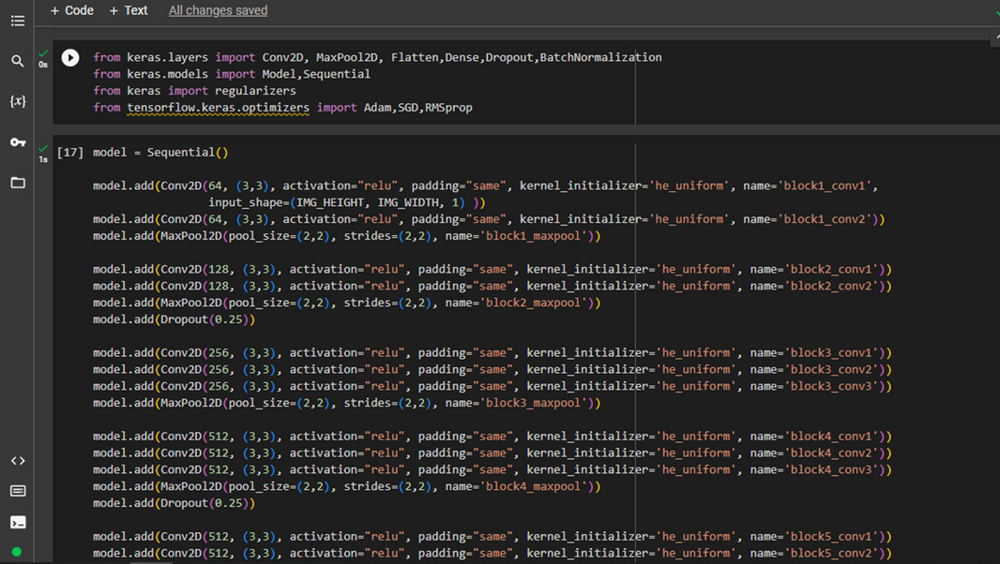 + Code + Text All changes saved
0s
from keras.layers import Conv2D, MaxPool2D, Flatten,Dense,Dropout,BatchNormalization
from keras.models import Model,Sequential
from keras import regularizers
from tensorflow.keras.optimizers import Adam,SGD,RMSprop
{x}
1s
[17] model = Sequential()
model.add(Conv2D(64, (3,3), activation="relu", padding="same", kernel_initializer='he_uniform', name='block1_conv1',
input_shape=(IMG_HEIGHT, IMG_WIDTH, 1) ))
model.add(Conv2D(64, (3,3), activation="relu", padding="same", kernel_initializer='he_uniform', name='block1_conv2'))
model.add(MaxPool2D(pool_size=(2,2), strides=(2,2), name='block1_maxpool'))
model.add(Conv2D(128, (3,3), activation="relu", padding="same", kernel_initializer='he_uniform', name='block2_conv1'))
model.add(Conv2D(128, (3,3), activation="relu", padding="same", kernel_initializer='he_uniform', name='block2_conv2'))
model.add(MaxPool2D(pool_size=(2,2), strides=(2,2), name='block2_maxpool'))
model.add(Dropout(0.25))
model.add(Conv2D(256, (3,3), activation="relu", padding="same", kernel_initializer='he_uniform', name='block3_conv1'))
model.add(Conv2D(256, (3,3), activation="relu", padding="same", kernel_initializer='he_uniform', name='block3_conv2'))
model.add(Conv2D(256, (3,3), activation="relu", padding="same", kernel_initializer='he_uniform', name='block3_conv3'))
model.add(MaxPool2D(pool_size=(2,2), strides=(2,2), name='block3_maxpool'))
model.add(Conv2D(512, (3,3), activation="relu", padding="same", kernel_initializer='he_uniform', name='block4_conv1'))
model.add(Conv2D(512, (3,3), activation="relu", padding="same", kernel_initializer='he_uniform', name='block4_conv2'))
model.add(Conv2D(512, (3,3), activation="relu", padding="same", kernel_initializer='he_uniform', name='block4_conv3'))
model.add(MaxPool2D(pool_size=(2,2), strides=(2,2), name='block4_maxpool'))
model.add(Dropout(0.25))
model.add(Conv2D(512, (3,3), activation="relu", padding="same", kernel_initializer='he_uniform', name='block5_conv1'))
model.add(Conv2D(512, (3,3), activation="relu", padding="same", kernel_initializer='he_uniform', name='block5_conv2'))